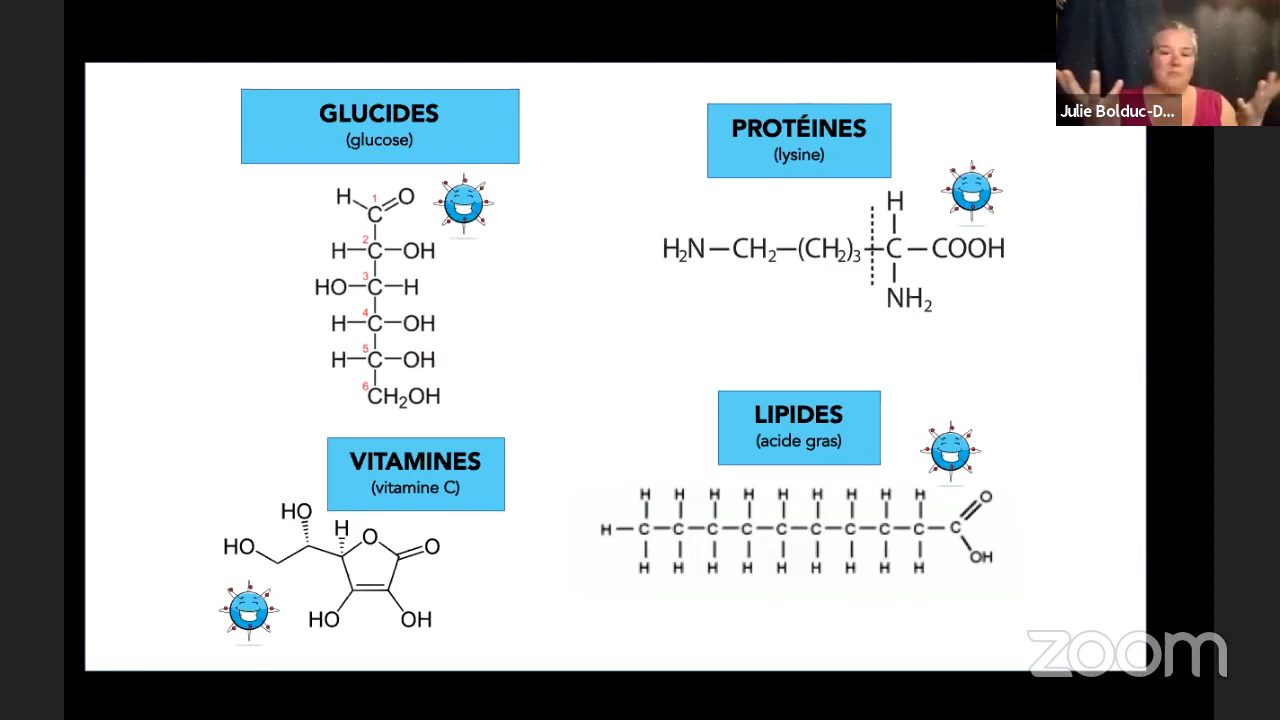 GLUCIDES
(glucose)
H 1 O
C
2
H–C–OH
3
HO–C–H
4
H–C–OH
5
H–C–OH
6
CH₂OH
PROTÉINES
(lysine)
H
H₂N–CH₂–(CH₂)₃–C–COOH
NH₂
VITAMINES
(vitamine C)
HO
HO H O O
HO OH
LIPIDES
(acide gras)
H H H H H H H H H O
H–C–C–C–C–C–C–C–C–C–C
H H H H H H H H H OH
Julie Bolduc-D...
zoom